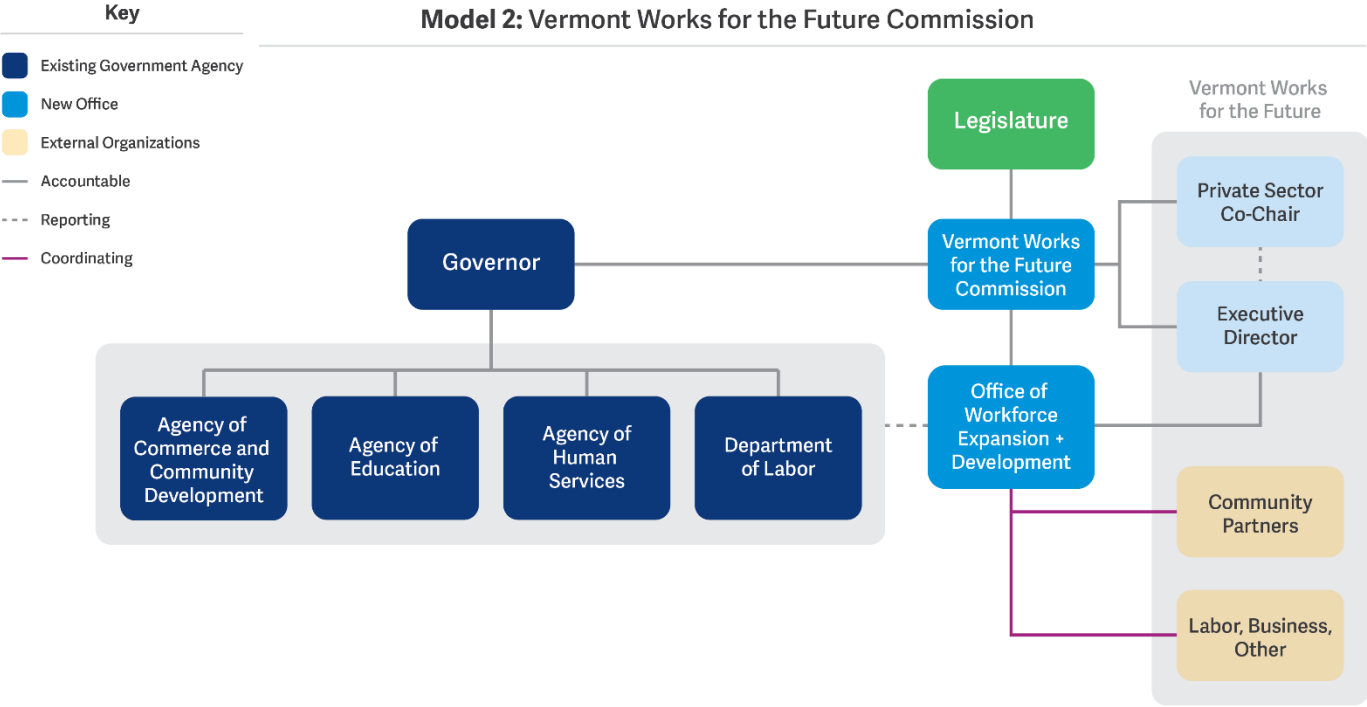 Key
Model 2: Vermont Works for the Future Commission
Existing Government Agency
New Office
External Organizations
Accountable
Reporting
Coordinating
Legislature
Vermont Works
for the Future
Private Sector
Co-Chair
Governor
Vermont Works
for the Future
Commission
Executive
Director
Agency of
Commerce and
Community
Development
Agency of
Education
Agency of
Human
Services
Department
of Labor
Office of
Workforce
Expansion +
Development
Community
Partners
Labor, Business,
Other